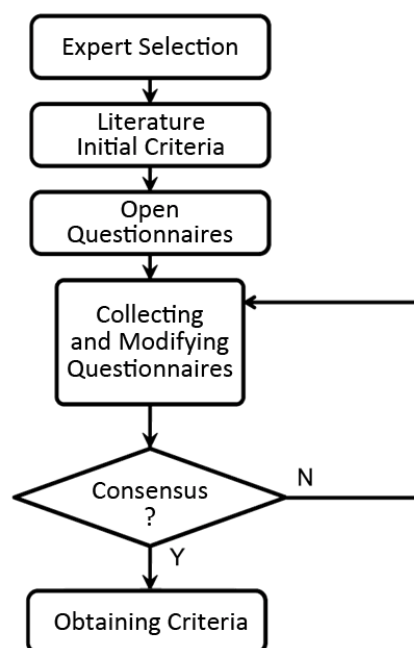 Expert Selection
Literature
Initial Criteria
Open
Questionnaires
Collecting
and Modifying
Questionnaires
Consensus
?
N
Y
Obtaining Criteria